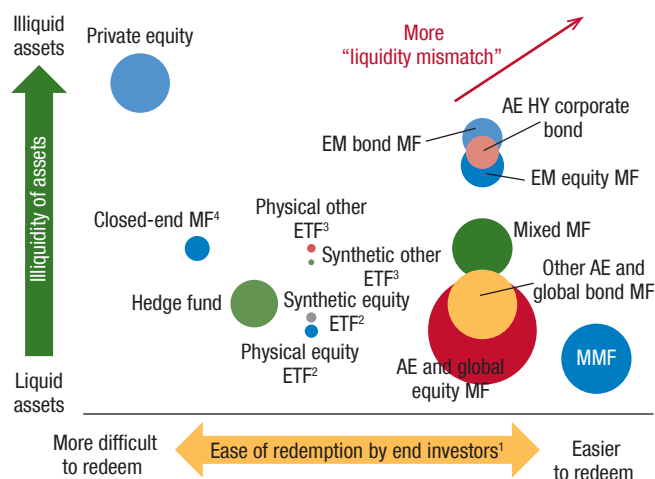 Illiquid
assets
Private equity
More
“liquidity mismatch”
AE HY corporate
bond
EM bond MF
EM equity MF
Illiquidity of assets
Closed-end MF⁴
Physical other
ETF³
Synthetic other
ETF³
Mixed MF
Other AE and
global bond MF
Hedge fund
Synthetic equity
ETF²
Physical equity
ETF²
AE and global
equity MF
MMF
Liquid
assets
More difficult
to redeem
Ease of redemption by end investors¹
Easier
to redeem